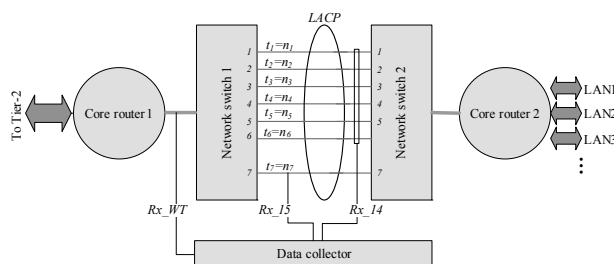 LACP
To Tier-2
Core router 1
Network switch 1
1 t₁=n₁ 1
2 t₂=n₂ 2
3 t₃=n₃ 3
4 t₄=n₄ 4
5 t₅=n₅ 5
6 t₆=n₆ 6
7 t₇=n₇ 7
Network switch 2
Core router 2
LAN1
LAN2
LAN3
⋮
Rx_WT
Rx_15
Rx_14
Data collector